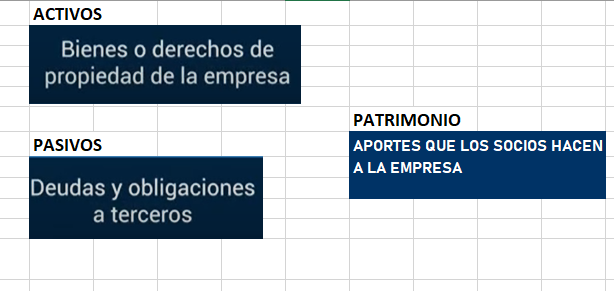 ACTIVOS
Bienes o derechos de
propiedad de la empresa
PATRIMONIO
APORTES QUE LOS SOCIOS HACEN
A LA EMPRESA
PASIVOS
Deudas y obligaciones
a terceros